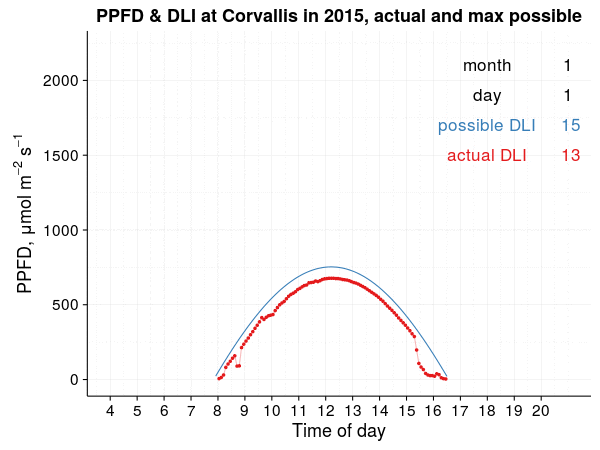 PPFD & DLI at Corvallis in 2015, actual and max possible
month 1
day 1
possible DLI 15
actual DLI 13
2000
1500
1000
500
0
PPFD, μmol m⁻² s⁻¹
4 5 6 7 8 9 10 11 12 13 14 15 16 17 18 19 20
Time of day